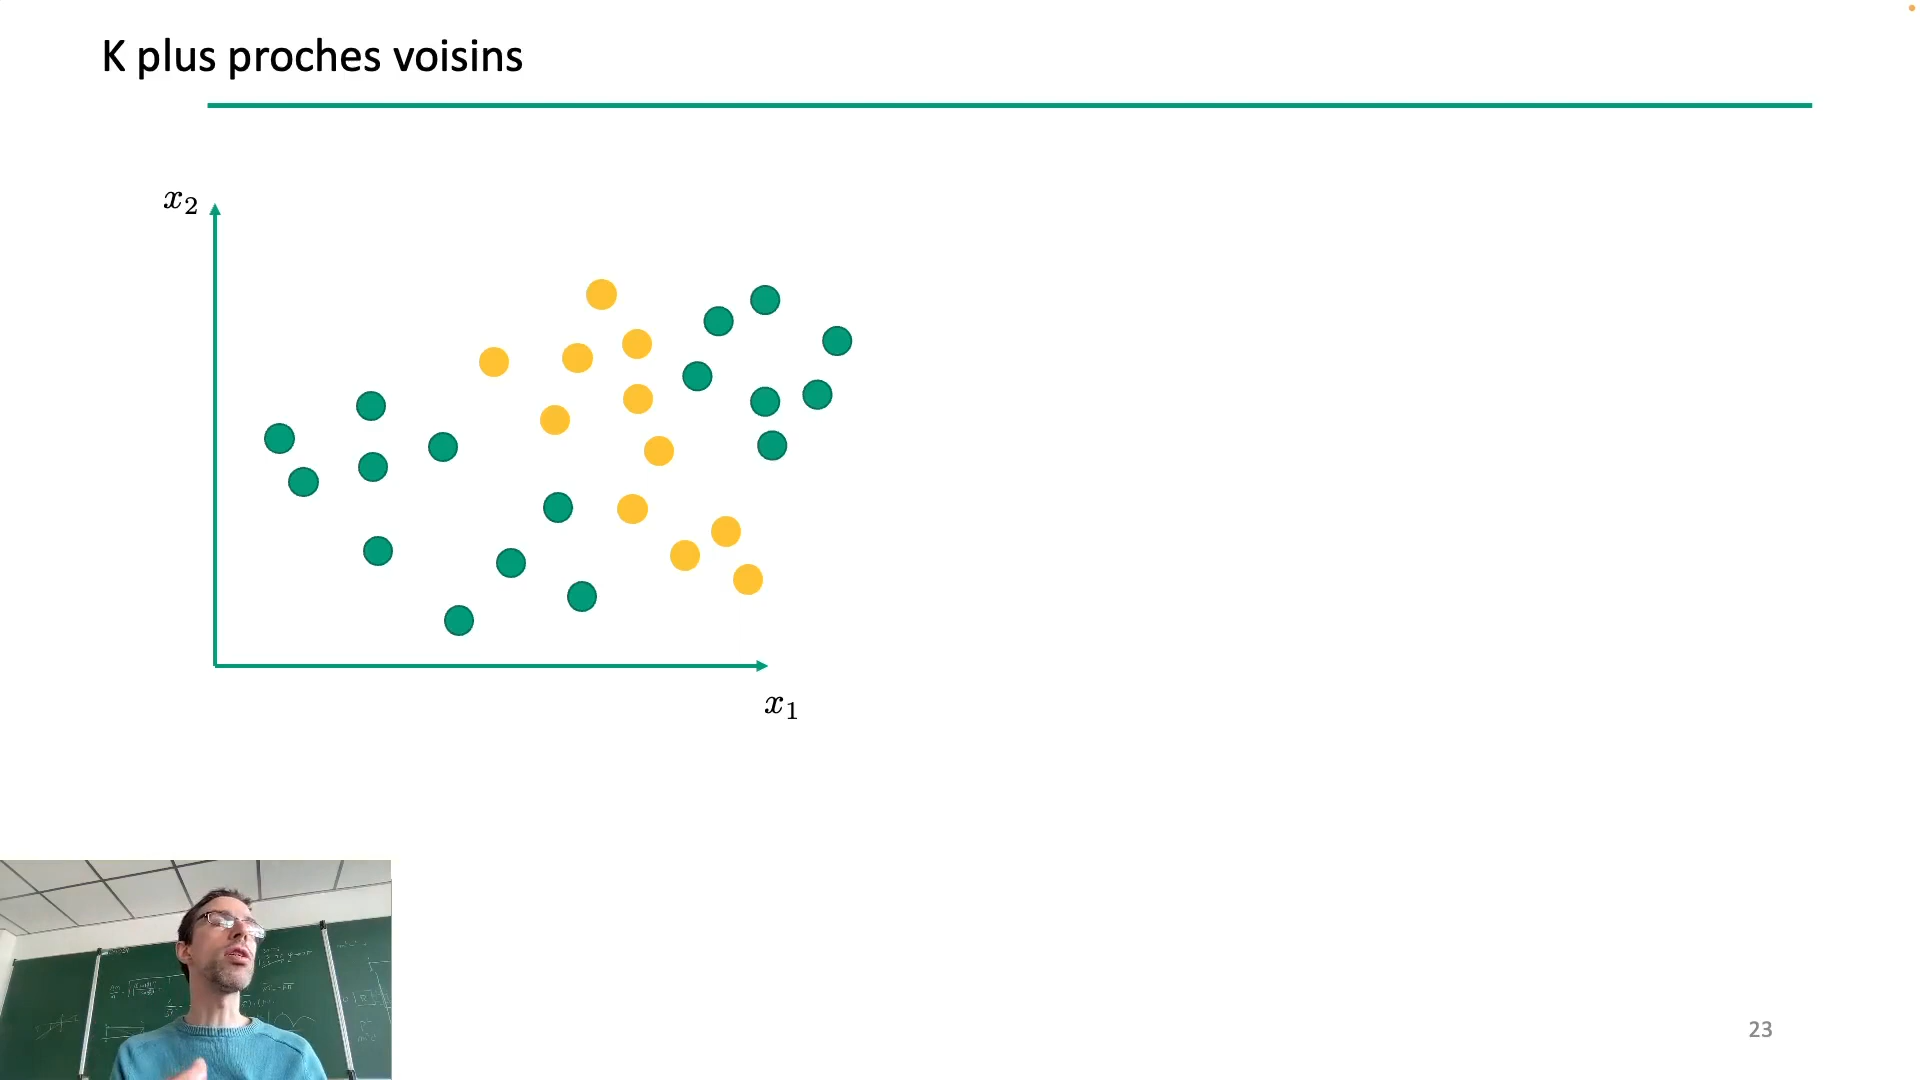 K plus proches voisins
x₂
x₁
23